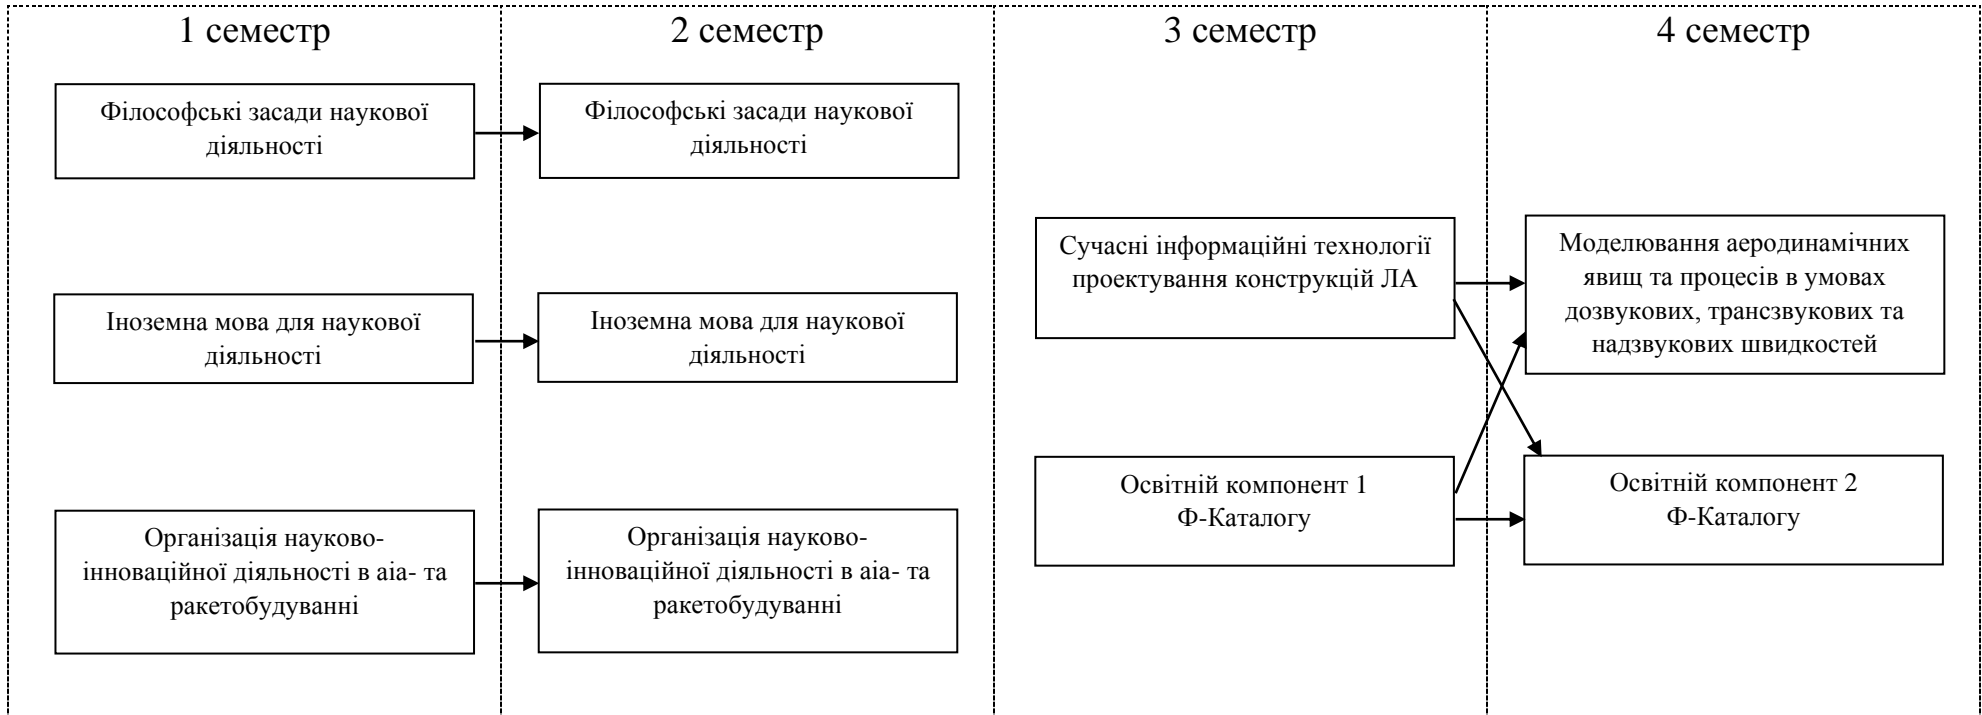 1 семестр
2 семестр
3 семестр
4 семестр
Філософські засади наукової
діяльності
Філософські засади наукової
діяльності
Сучасні інформаційні технології
проектування конструкцій ЛА
Моделювання аеродинамічних
явищ та процесів в умовах
дозвукових, трансзвукових та
надзвукових швидкостей
Іноземна мова для наукової
діяльності
Іноземна мова для наукової
діяльності
Освітній компонент 1
Ф-Каталогу
Освітній компонент 2
Ф-Каталогу
Організація науково-
інноваційної діяльності в аіа- та
ракетобудуванні
Організація науково-
інноваційної діяльності в аіа- та
ракетобудуванні